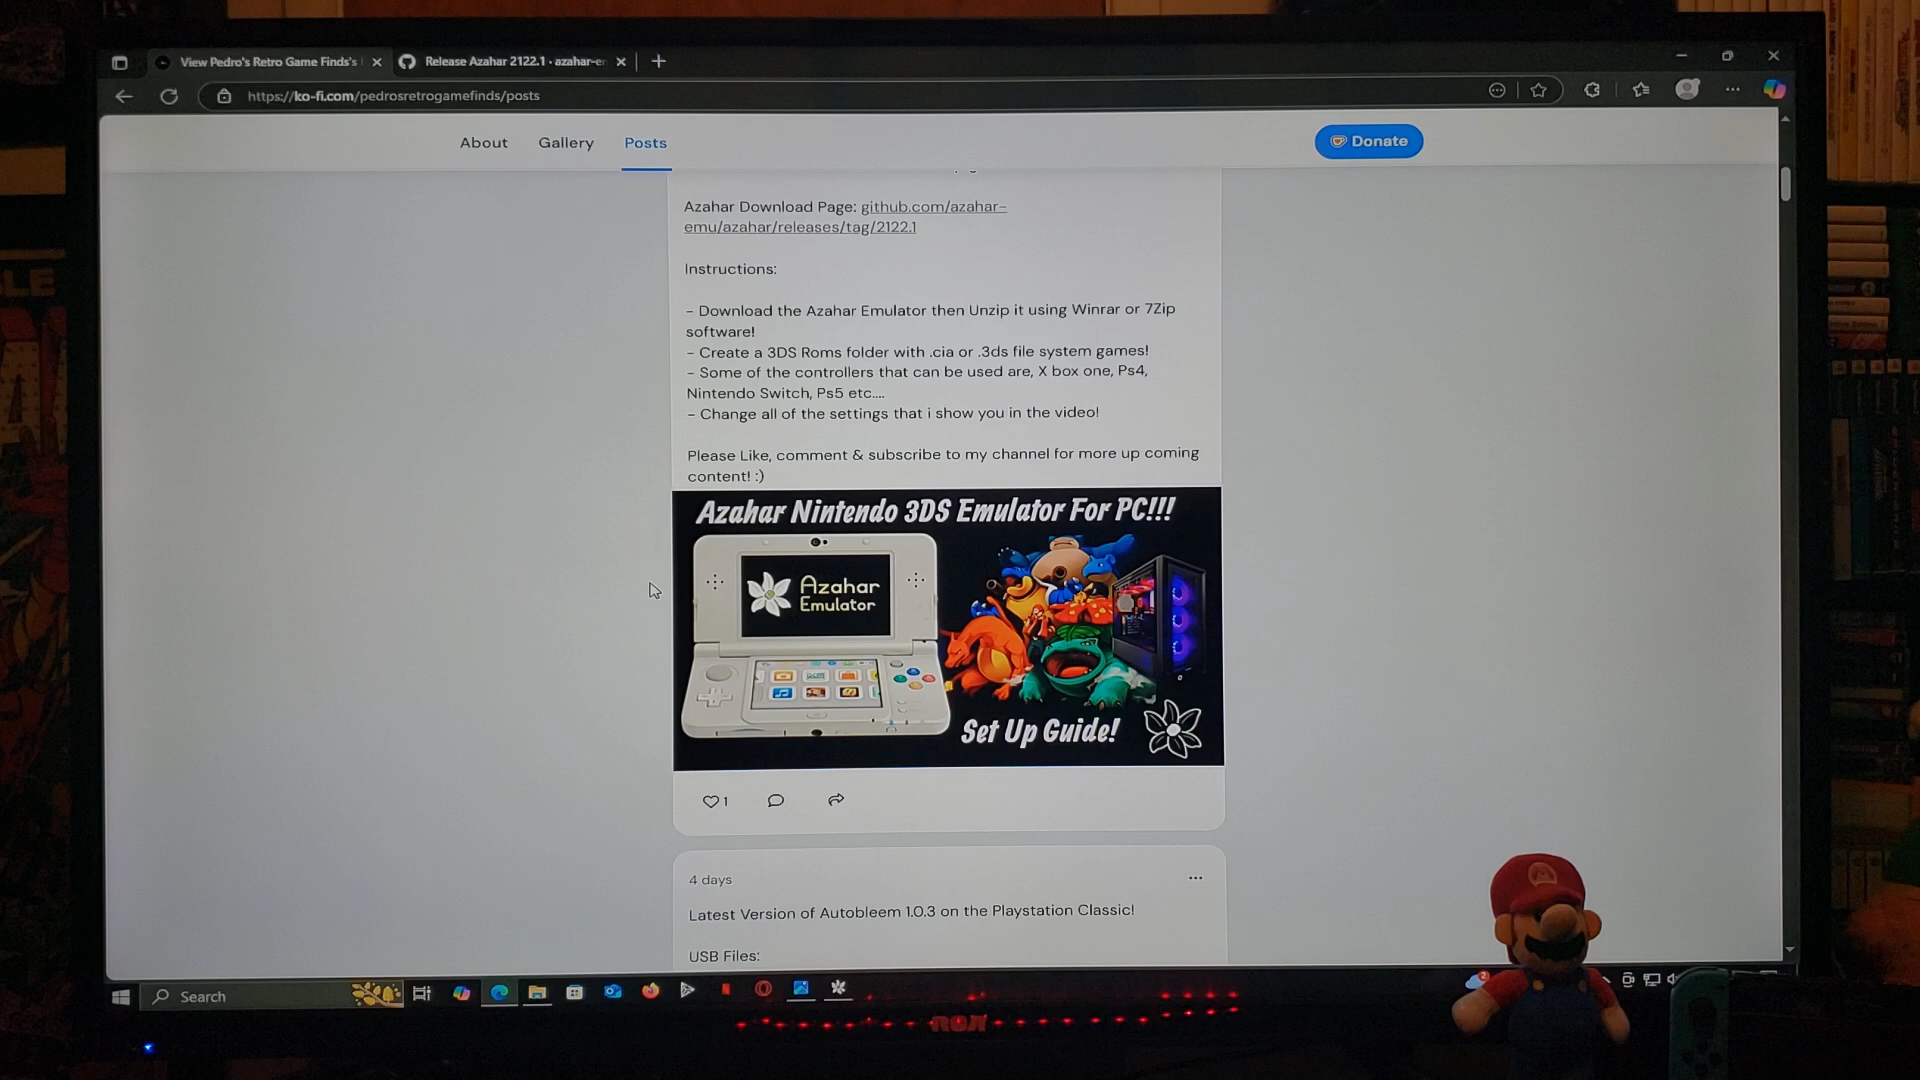 View Pedro's Retro Game Finds's
Release Azahar 2122.1 · azahar-er
https://ko-fi.com/pedrosretrogamefinds/posts
About
Gallery
Posts
Donate
Azahar Download Page: github.com/azahar-
emu/azahar/releases/tag/2122.1
Instructions:
- Download the Azahar Emulator then Unzip it using Winrar or 7Zip
software!
- Create a 3DS Roms folder with .cia or .3ds file system games!
- Some of the controllers that can be used are, X box one, Ps4,
Nintendo Switch, Ps5 etc....
- Change all of the settings that i show you in the video!
Please Like, comment & subscribe to my channel for more up coming
content! :)
Azahar Nintendo 3DS Emulator For PC!!!
Azahar
Emulator
Set Up Guide!
1
4 days
Latest Version of Autobleem 1.0.3 on the Playstation Classic!
USB Files:
Search
2
RCA
M